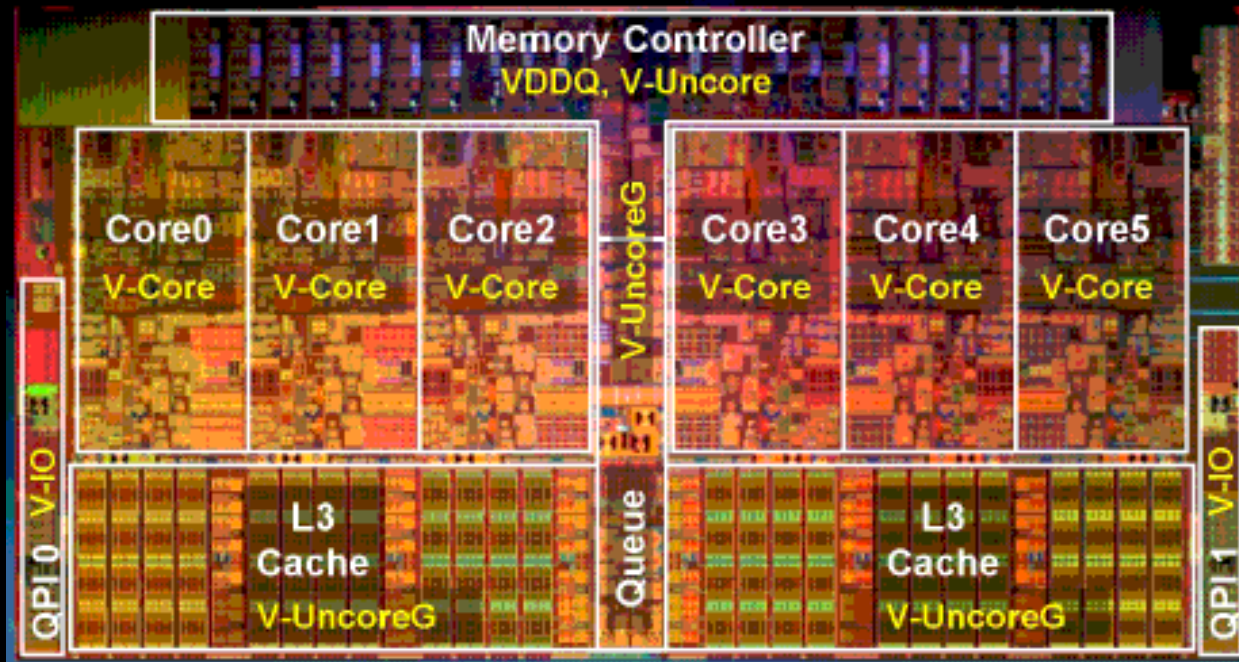 Memory Controller
VDDQ, V-Uncore
Core0
V-Core
Core1
V-Core
Core2
V-Core
V-UncoreG
Core3
V-Core
Core4
V-Core
Core5
V-Core
QPI 0 V-IO
L3
Cache
V-UncoreG
Queue
L3
Cache
V-UncoreG
QPI 1 V-IO